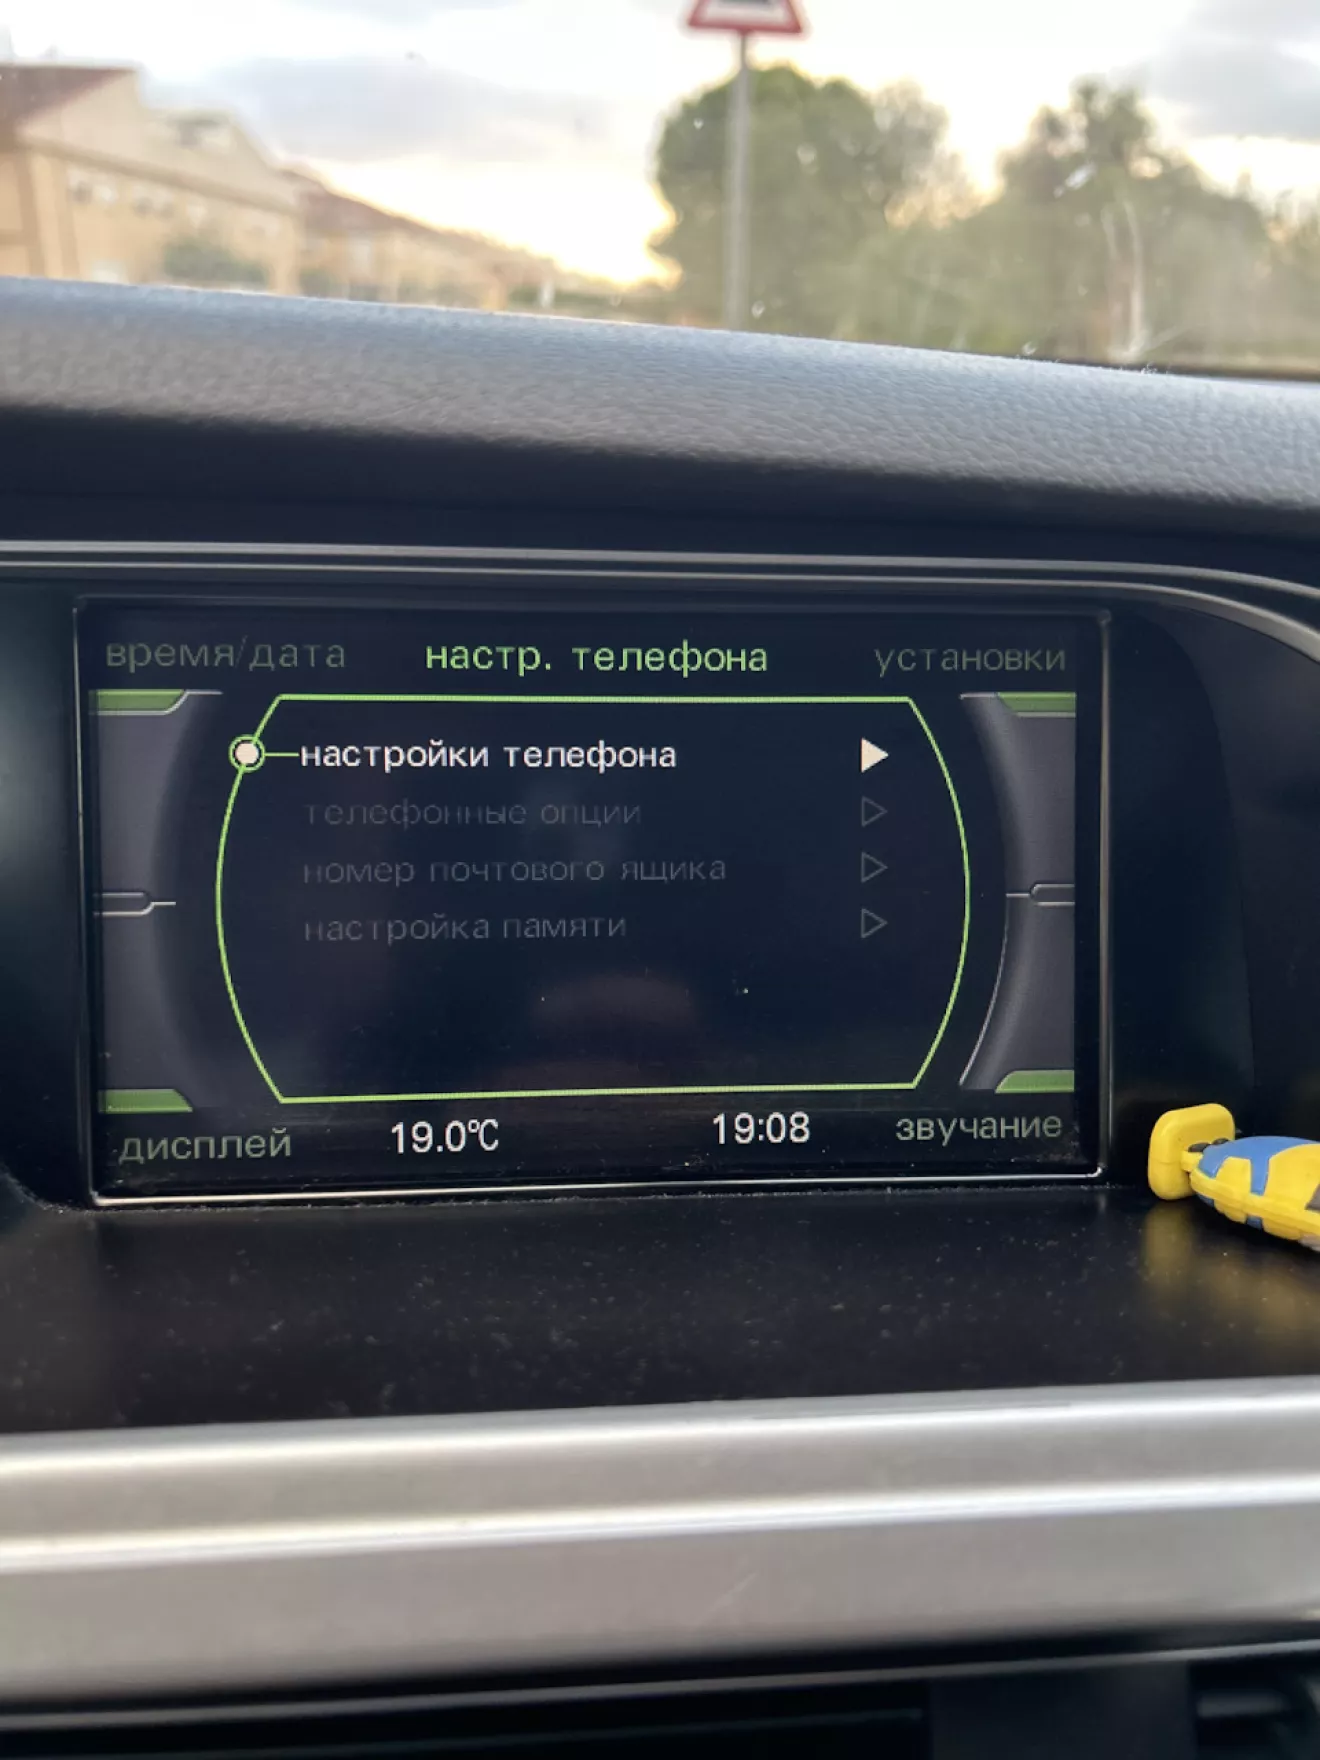 время/дата настр. телефона установки
настройки телефона
телефонные опции
номер почтового ящика
настройка памяти
дисплей 19.0°C 19:08 звучание